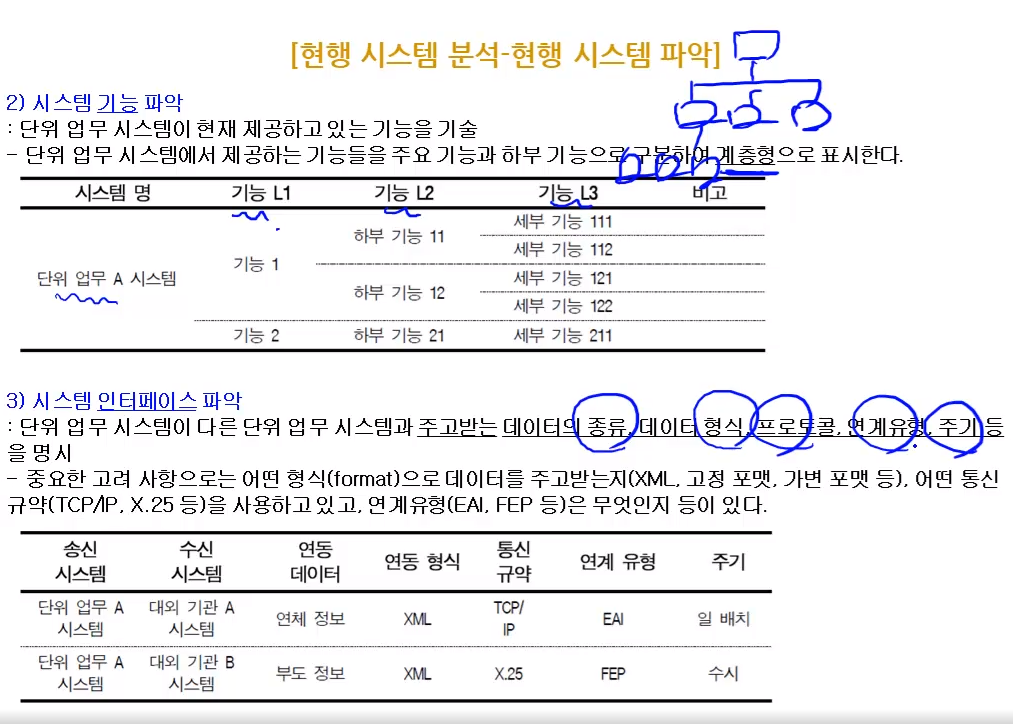 [현행 시스템 분석-현행 시스템 파악]
2) 시스템 기능 파악
: 단위 업무 시스템이 현재 제공하고 있는 기능을 기술
- 단위 업무 시스템에서 제공하는 기능들을 주요 기능과 하부 기능으로 구분하여 계층형으로 표시한다.
시스템 명 기능 L1 기능 L2 기능 L3 비고
세부 기능 111
하부 기능 11
세부 기능 112
기능 1
단위 업무 A 시스템
세부 기능 121
하부 기능 12
세부 기능 122
기능 2 하부 기능 21 세부 기능 211
3) 시스템 인터페이스 파악
: 단위 업무 시스템이 다른 단위 업무 시스템과 주고받는 데이터의 종류, 데이터 형식, 프로토콜, 연계유형, 주기 등
을 명시
- 중요한 고려 사항으로는 어떤 형식(format)으로 데이터를 주고받는지(XML, 고정 포맷, 가변 포맷 등), 어떤 통신
규약(TCP/IP, X.25 등)을 사용하고 있고, 연계유형(EAI, FEP 등)은 무엇인지 등이 있다.
송신 수신 연동 통신
연동 형식 연계 유형 주기
시스템 시스템 데이터 규약
단위 업무 A 대외 기관 A TCP/
연체 정보 XML EAI 일 배치
시스템 시스템 IP
단위 업무 A 대외 기관 B
부도 정보 XML X.25 FEP 수시
시스템 시스템